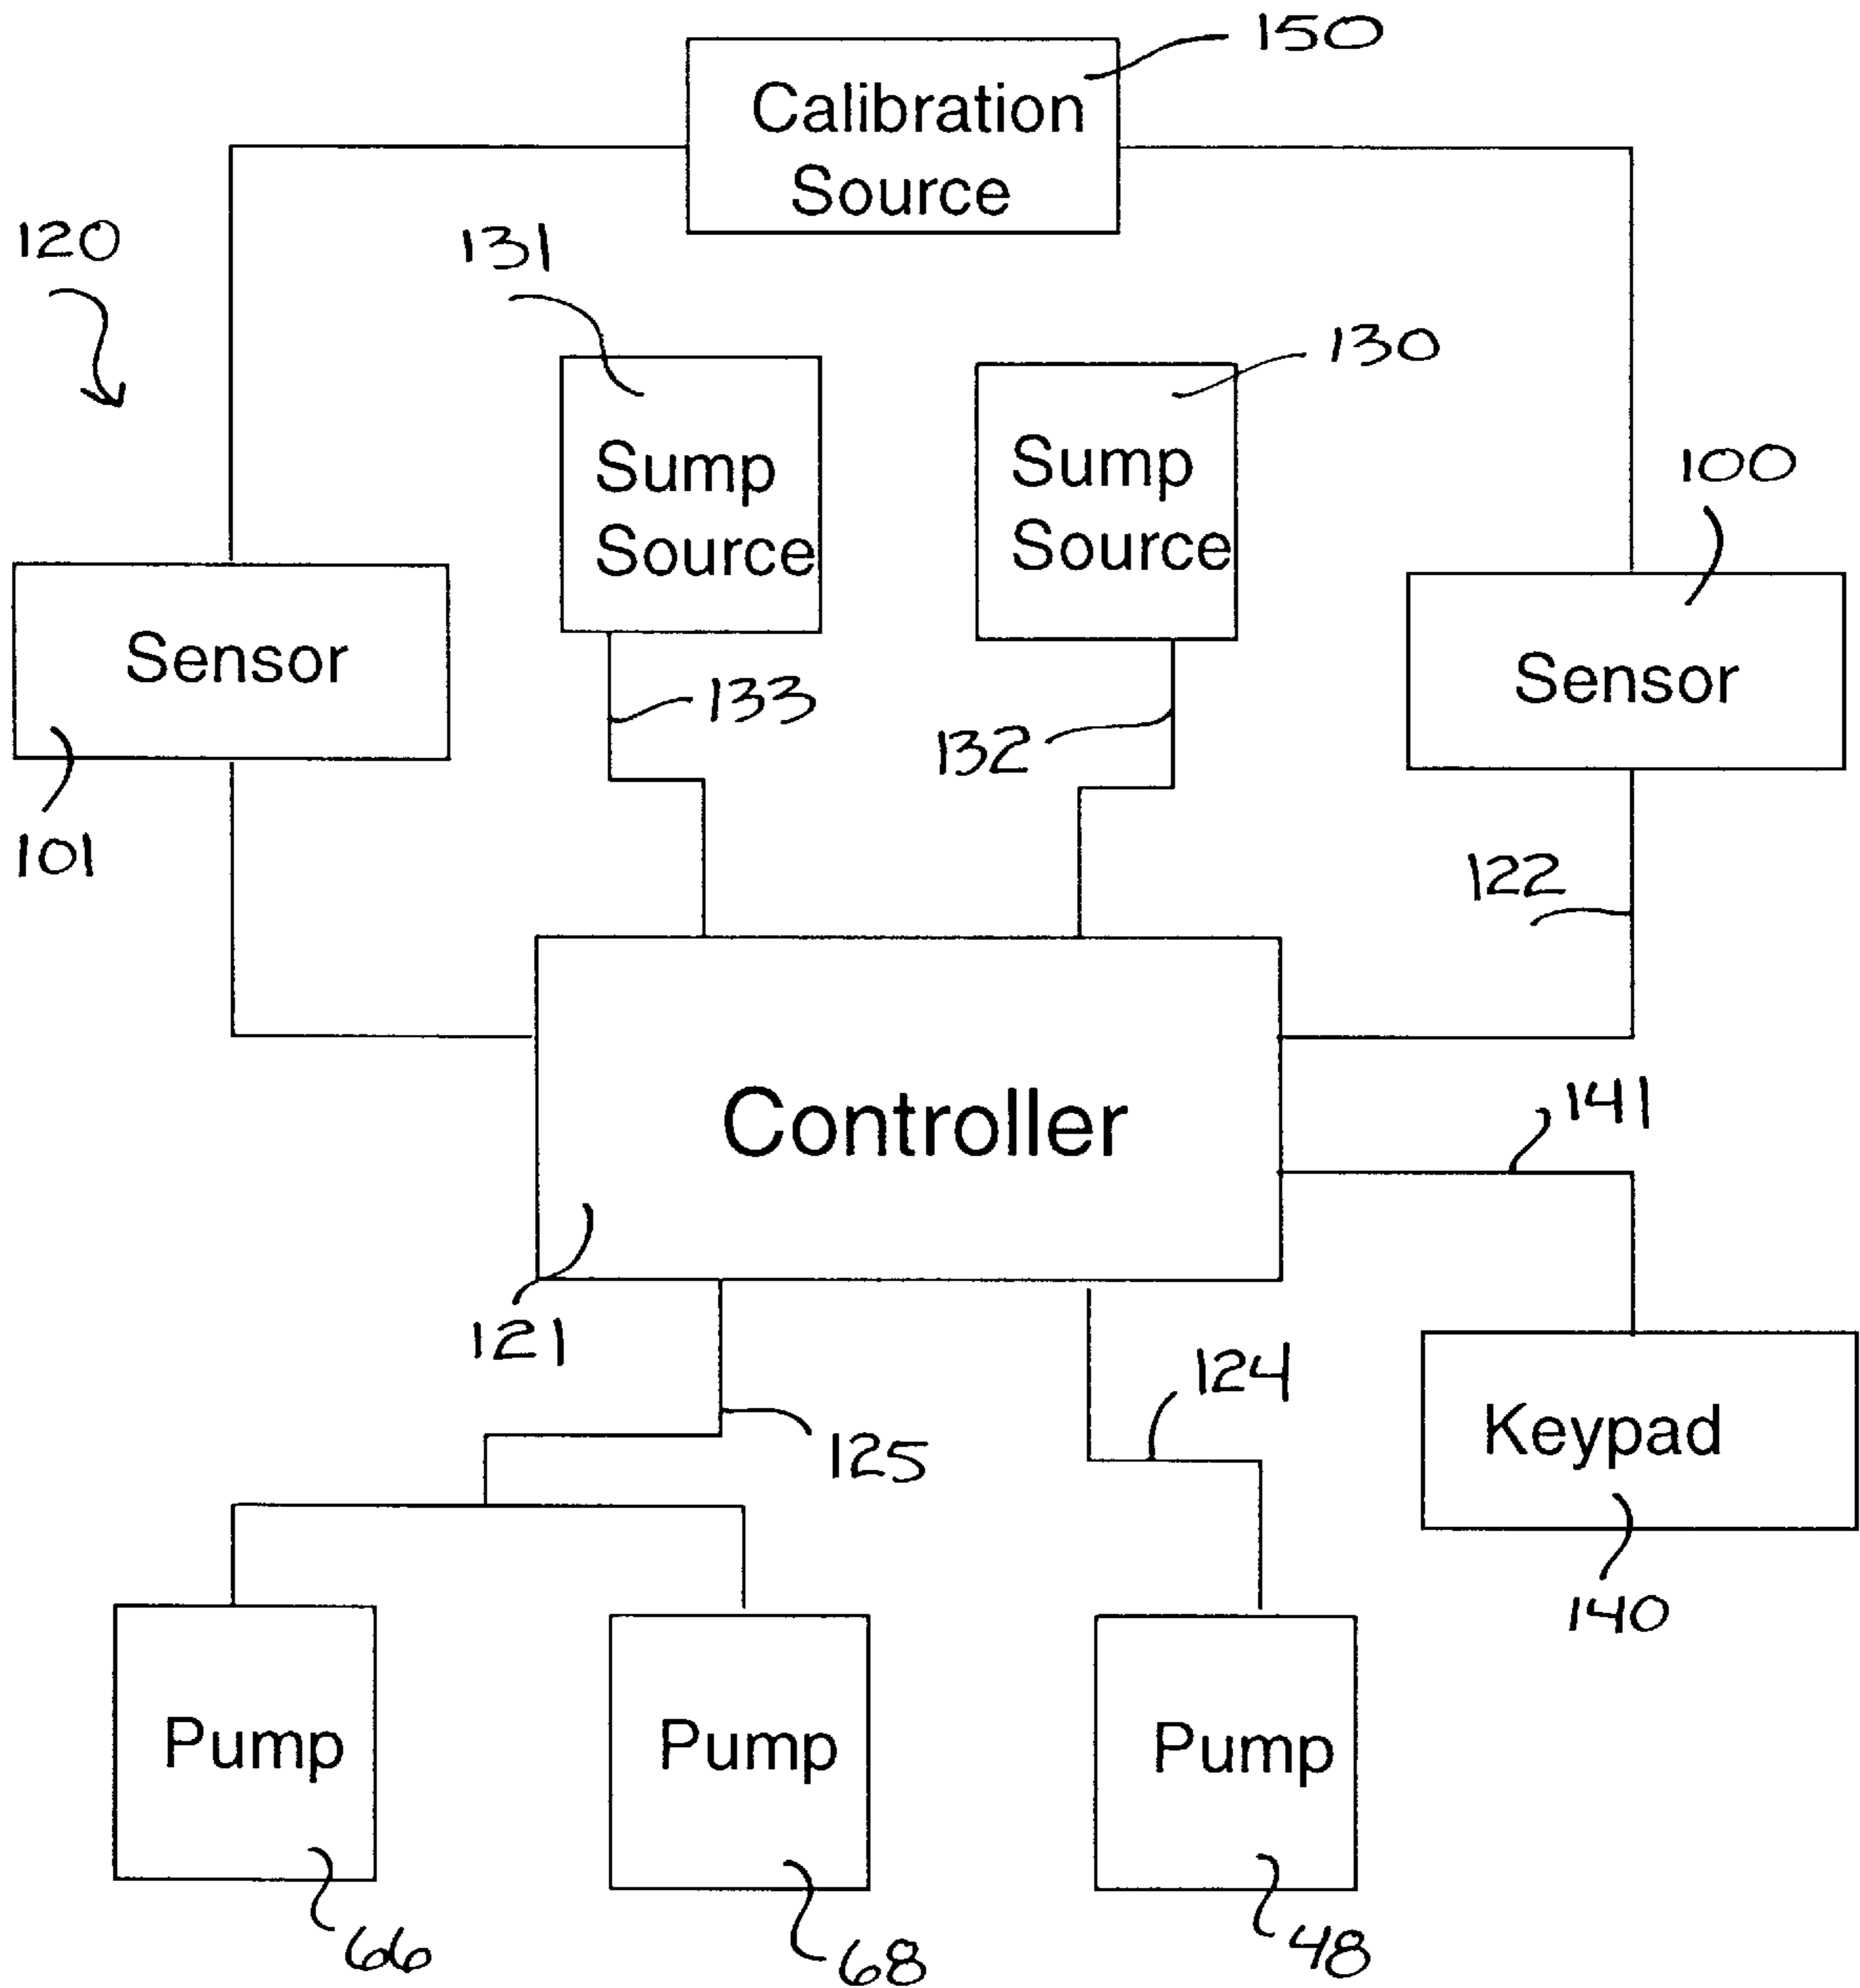 150
Calibration
Source
120
131
130
Sump
Source
Sump
Source
100
Sensor
Sensor
133
132
101
122
Controller
141
121
124
125
Keypad
140
Pump
Pump
Pump
66
68
48